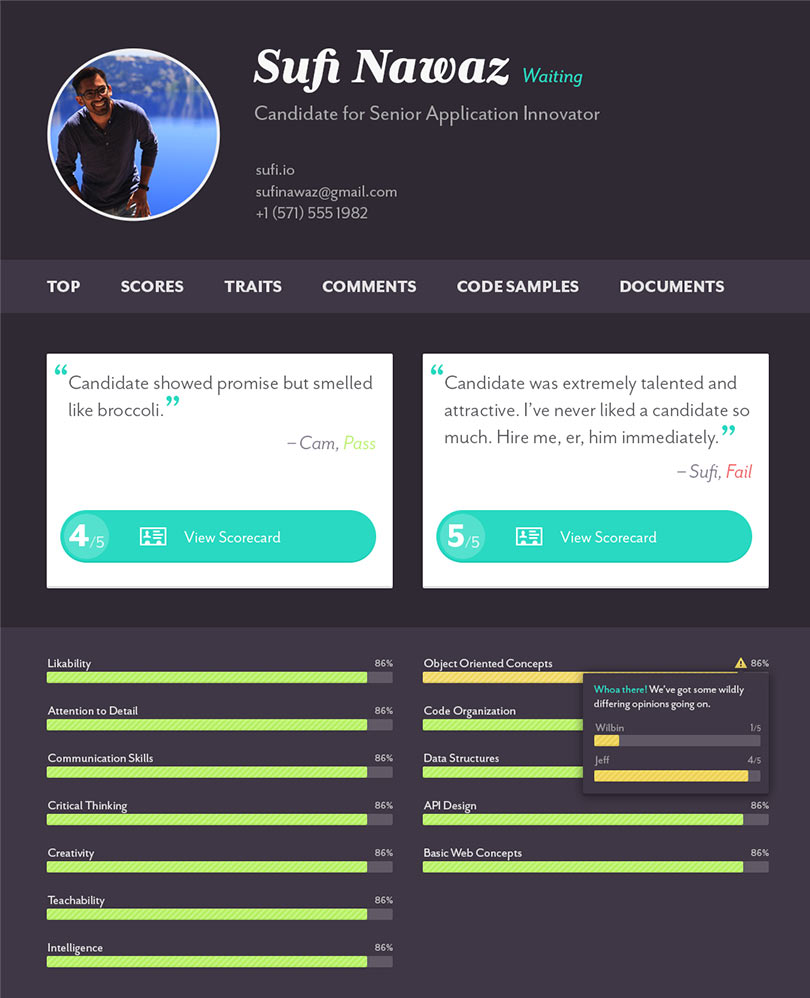 Sufi Nawaz Waiting
Candidate for Senior Application Innovator
sufi.io
sufinawaz@gmail.com
+1 (571) 555 1982
TOP SCORES TRAITS COMMENTS CODE SAMPLES DOCUMENTS
“Candidate showed promise but smelled
like broccoli.”
– Cam, Pass
4/5 View Scorecard
“Candidate was extremely talented and
attractive. I’ve never liked a candidate so
much. Hire me, er, him immediately.”
– Sufi, Fail
5/5 View Scorecard
Likability 86%
Attention to Detail 86%
Communication Skills 86%
Critical Thinking 86%
Creativity 86%
Teachability 86%
Intelligence 86%
Object Oriented Concepts 86%
Whoa there! We’ve got some wildly
differing opinions going on.
Wilbin 1/5
Jeff 4/5
Code Organization
Data Structures
API Design 86%
Basic Web Concepts 86%